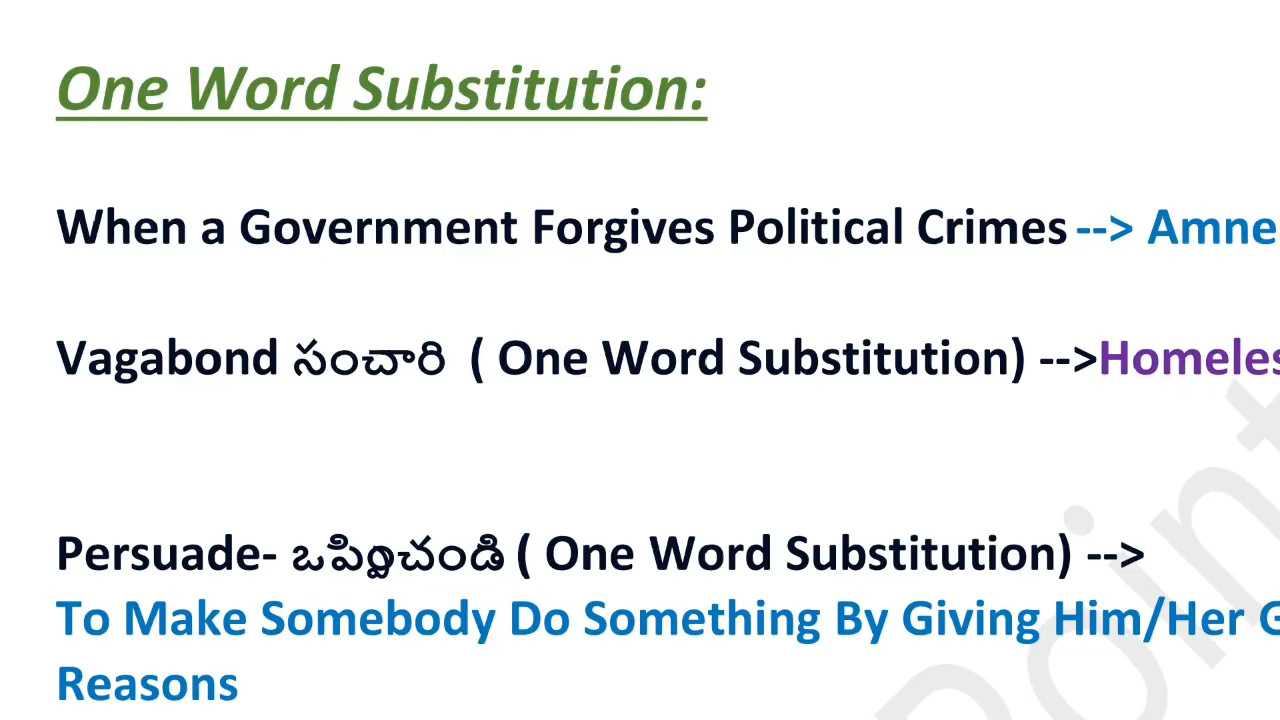 One Word Substitution:
When a Government Forgives Political Crimes --> Amne
Vagabond సంచారి ( One Word Substitution) -->Homeles
Persuade- ఒప్పించండి ( One Word Substitution) -->
To Make Somebody Do Something By Giving Him/Her G
Reasons
Point